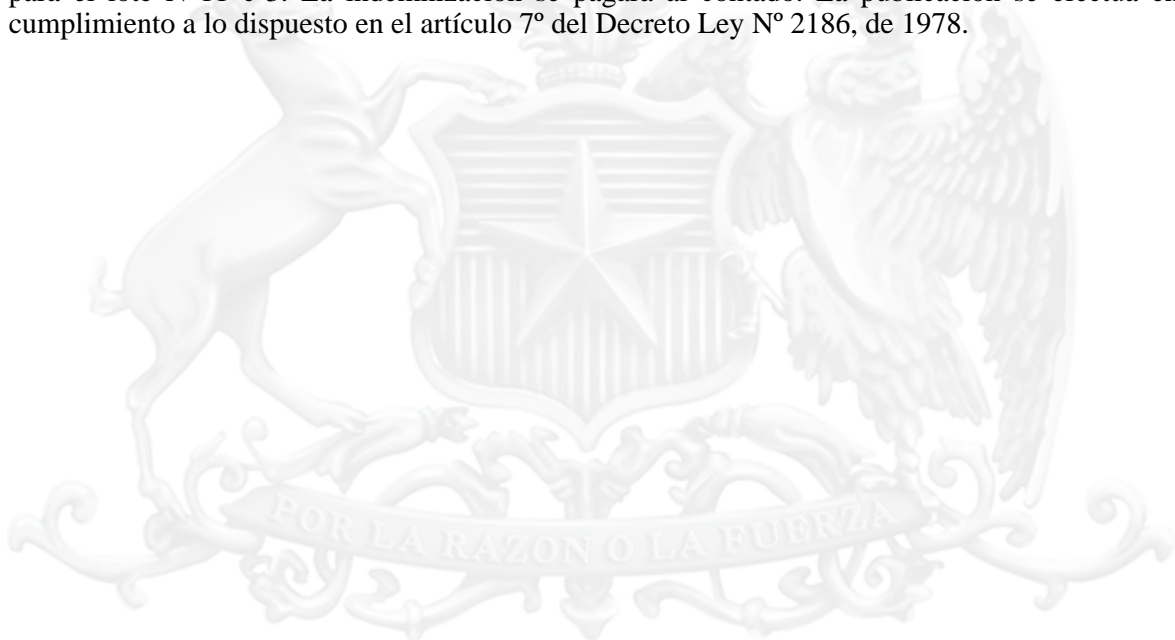 cumplimiento a lo dispuesto en el artículo 7º del Decreto Ley Nº 2186, de 1978.
POR LA RAZON O LA FUERZA